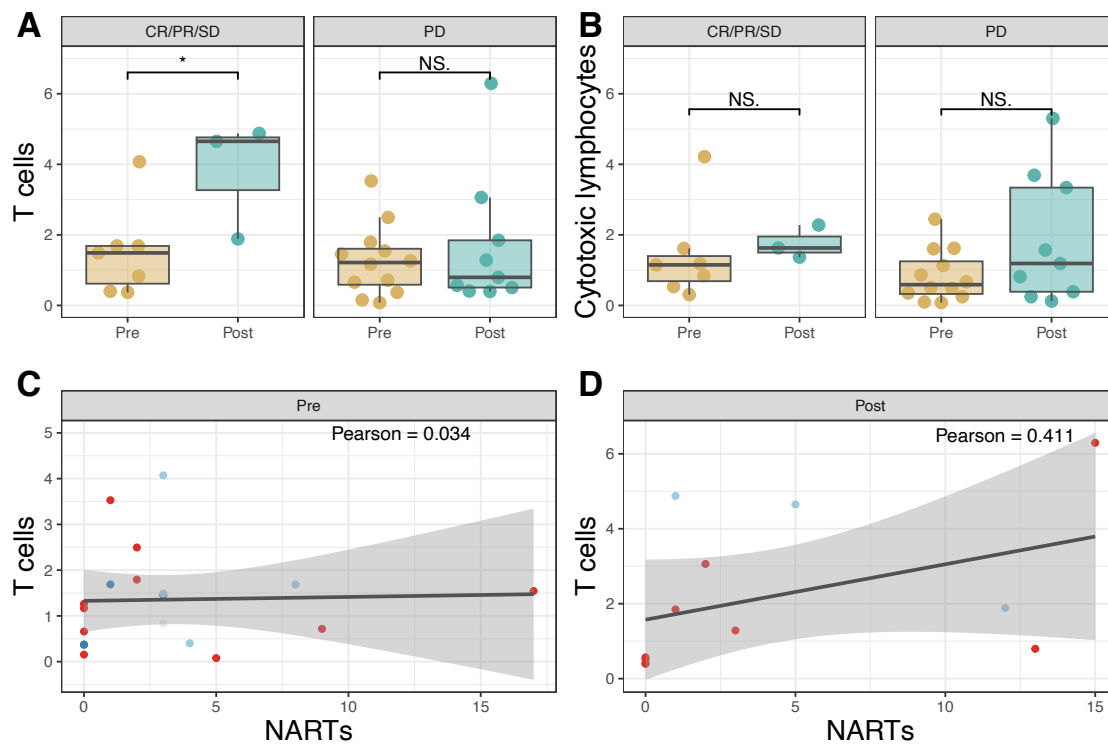 A
B
CR/PR/SD
PD
CR/PR/SD
PD
*
NS.
NS.
NS.
T cells
Cytotoxic lymphocytes
6
4
2
0
6
4
2
0
Pre
Post
Pre
Post
Pre
Post
Pre
Post
C
D
Pre
Post
Pearson = 0.034
Pearson = 0.411
T cells
T cells
5
4
3
2
1
0
6
4
2
0
0
5
10
15
0
5
10
15
NARTs
NARTs